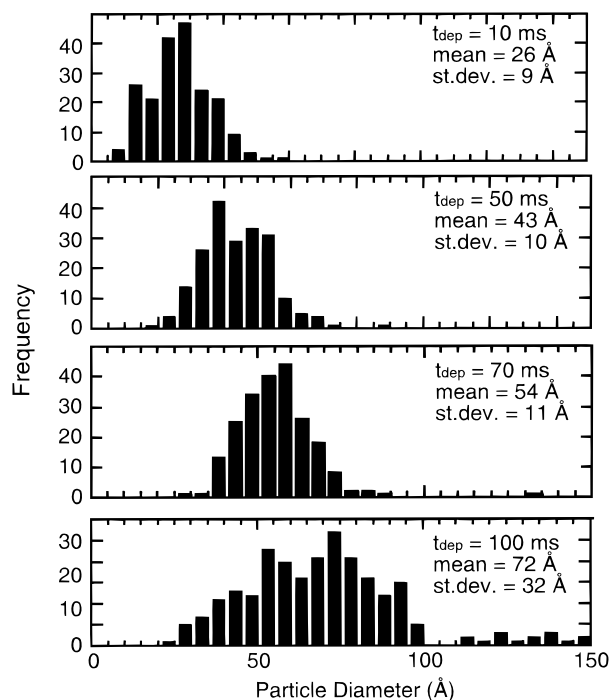 40
30
20
10
0
tdep = 10 ms
mean = 26 Å
st.dev. = 9 Å
40
30
20
10
0
tdep = 50 ms
mean = 43 Å
st.dev. = 10 Å
Frequency
40
30
20
10
0
tdep = 70 ms
mean = 54 Å
st.dev. = 11 Å
30
20
10
0
tdep = 100 ms
mean = 72 Å
st.dev. = 32 Å
0 50 100 150
Particle Diameter (Å)